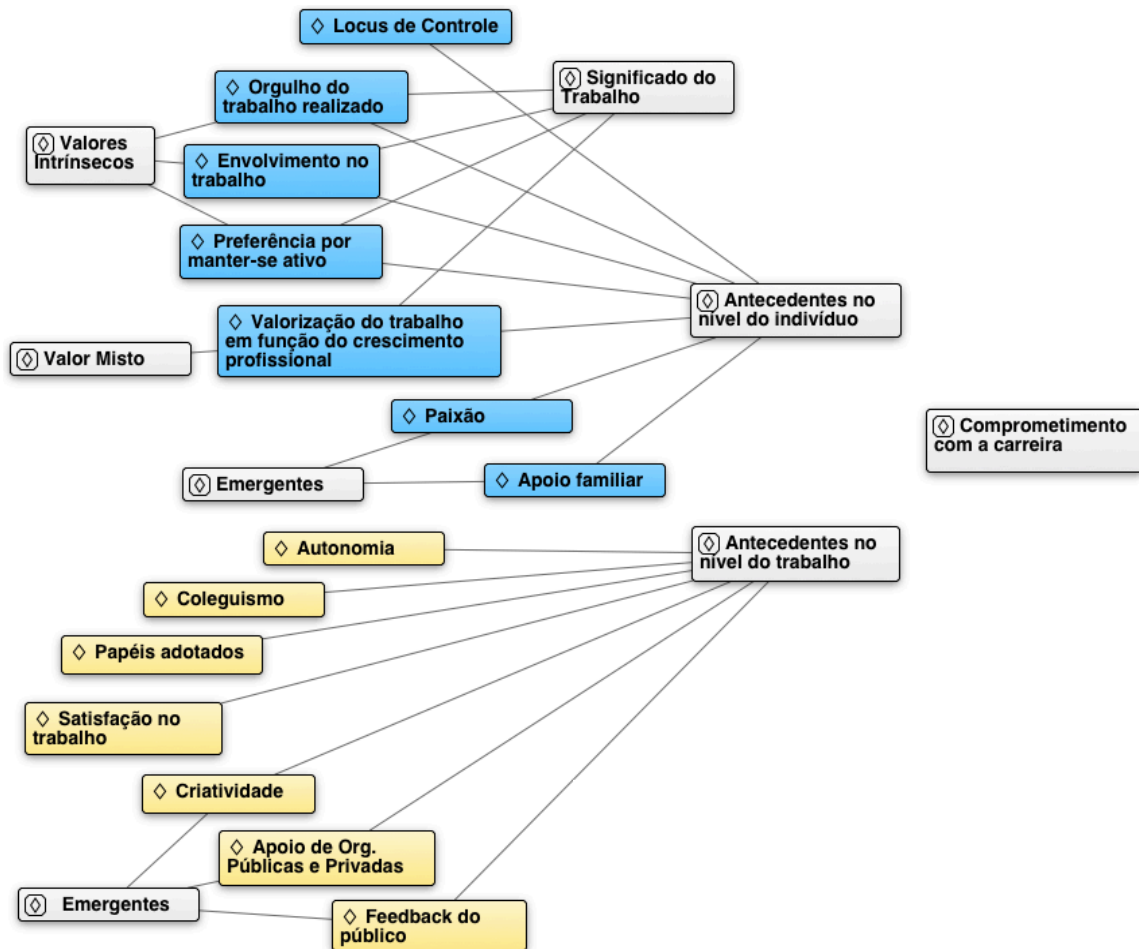 Locus de Controle
Orgulho do
trabalho realizado
Significado do
Trabalho
Valores
Intrínsecos
Envolvimento no
trabalho
Preferência por
manter-se ativo
Antecedentes no
nível do indivíduo
Valorização do trabalho
em função do crescimento
profissional
Valor Misto
Paixão
Comprometimento
com a carreira
Emergentes
Apoio familiar
Autonomia
Antecedentes no
nível do trabalho
Coleguismo
Papéis adotados
Satisfação no
trabalho
Criatividade
Apoio de Org.
Públicas e Privadas
Emergentes
Feedback do
público